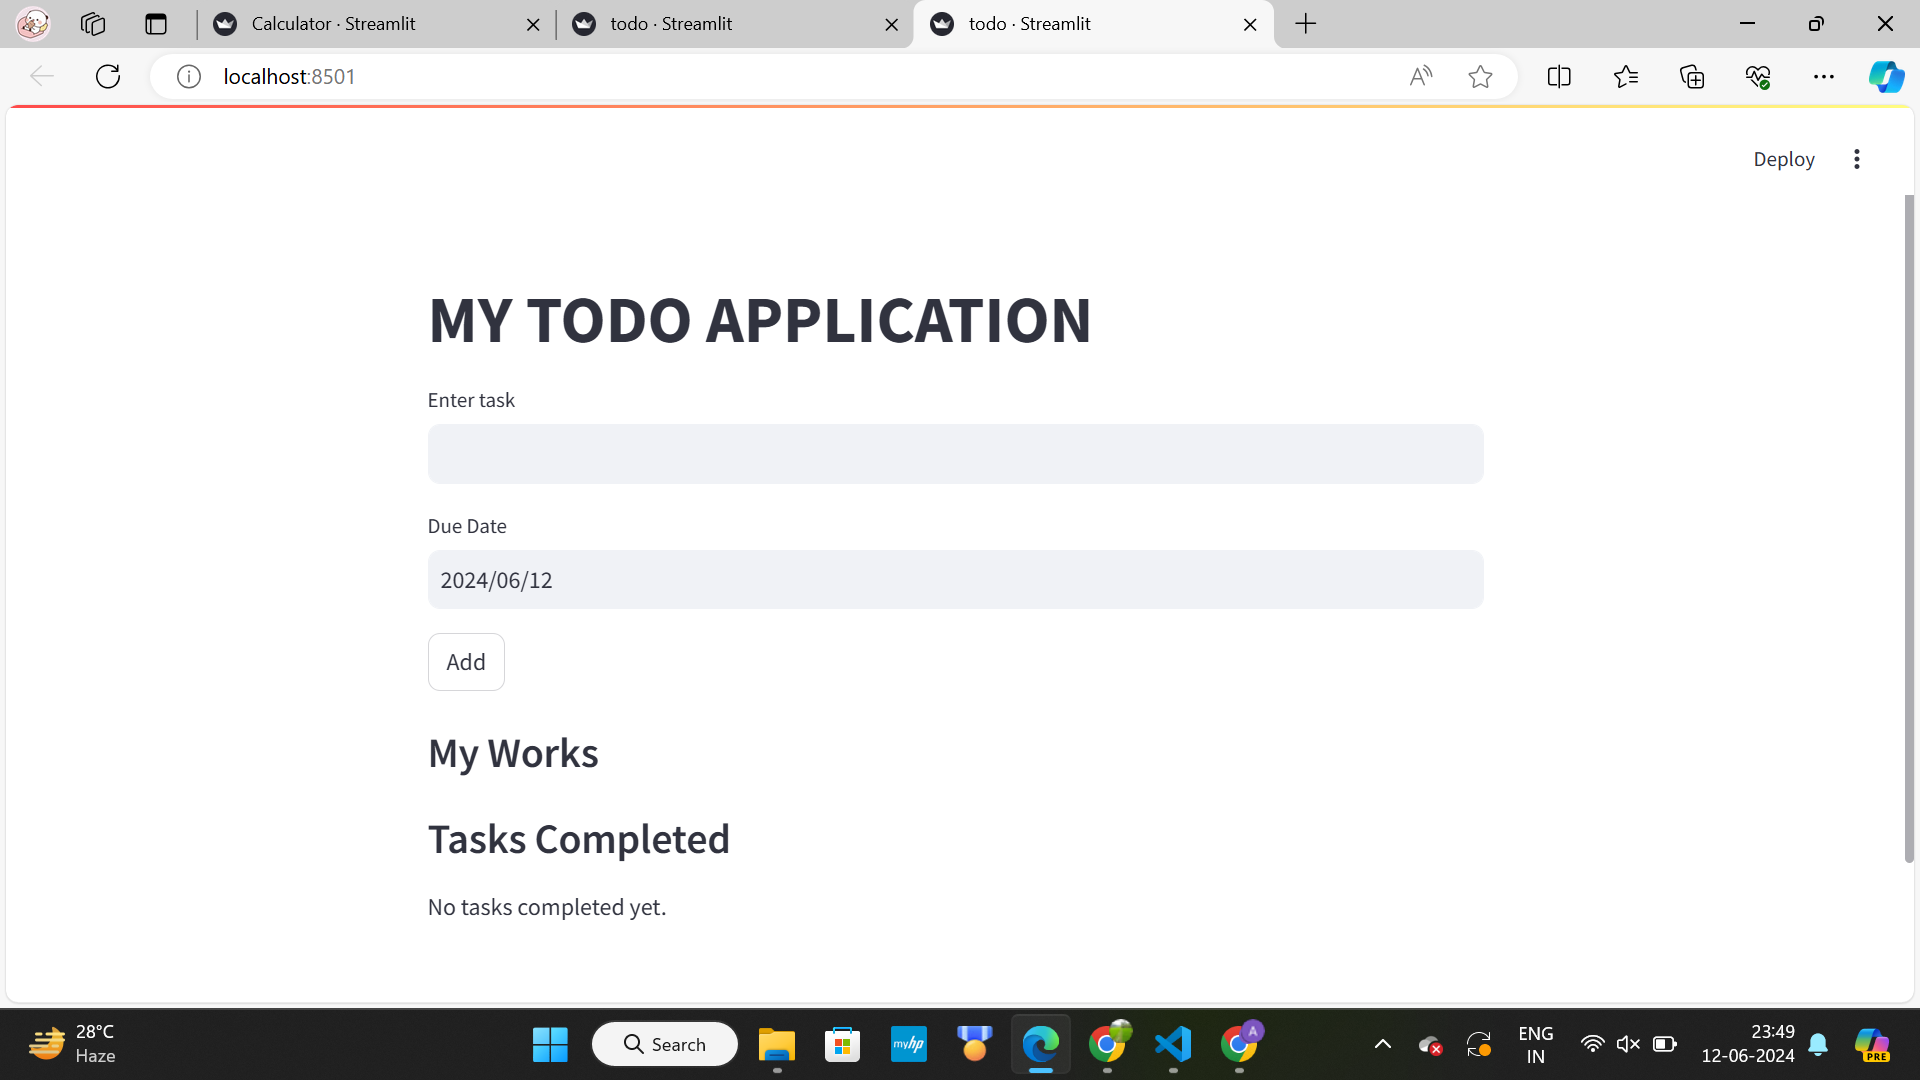 Calculator · Streamlit
todo · Streamlit
todo · Streamlit
localhost:8501
Deploy
MY TODO APPLICATION
Enter task
Due Date
2024/06/12
Add
My Works
Tasks Completed
No tasks completed yet.
28°C
Haze
Search
myhp
A
ENG
IN
23:49
12-06-2024
PRE